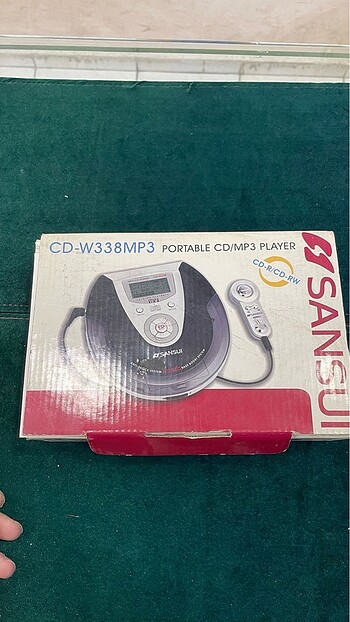 CD-W338MP3 PORTABLE CD/MP3 PLAYER
CD-R/CD-RW
SANSUI
SANSUI